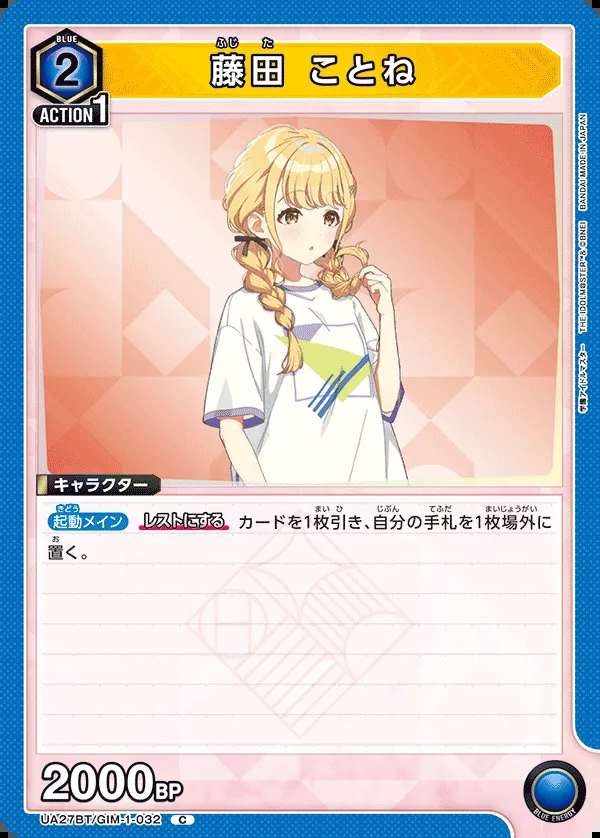 BLUE
2
ACTION 1
ふじ た
藤田 ことね
BANDAI MADE IN JAPAN
THE IDOLM@STER™& ©BNEI
学園アイドルマスター
キャラクター
きどう まい ひ じぶん てふだ まいじょうがい
起動メイン レストにする カードを1枚引き、自分の手札を1枚場外に
お
置く。
2000BP
UA27BT/GIM-1-032 C
BLUE ENERGY